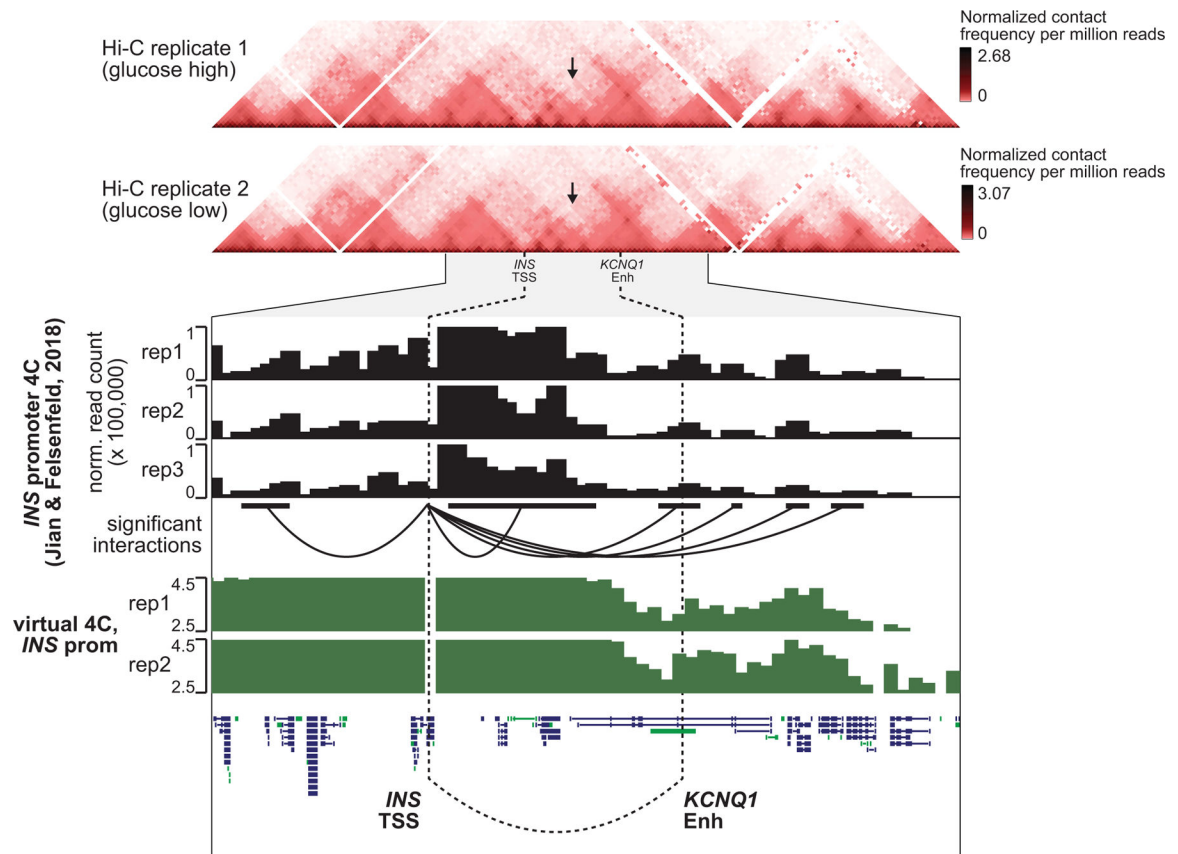 Hi-C replicate 1
(glucose high)
Normalized contact
frequency per million reads
2.68
0
Hi-C replicate 2
(glucose low)
Normalized contact
frequency per million reads
3.07
0
INS
TSS
KCNQ1
Enh
INS promoter 4C
(Jian & Felsenfeld, 2018)
norm. read count
(x 100,000)
rep1
1
0
rep2
1
0
rep3
1
0
significant
interactions
virtual 4C,
INS prom
rep1
4.5
2.5
rep2
4.5
2.5
INS
TSS
KCNQ1
Enh